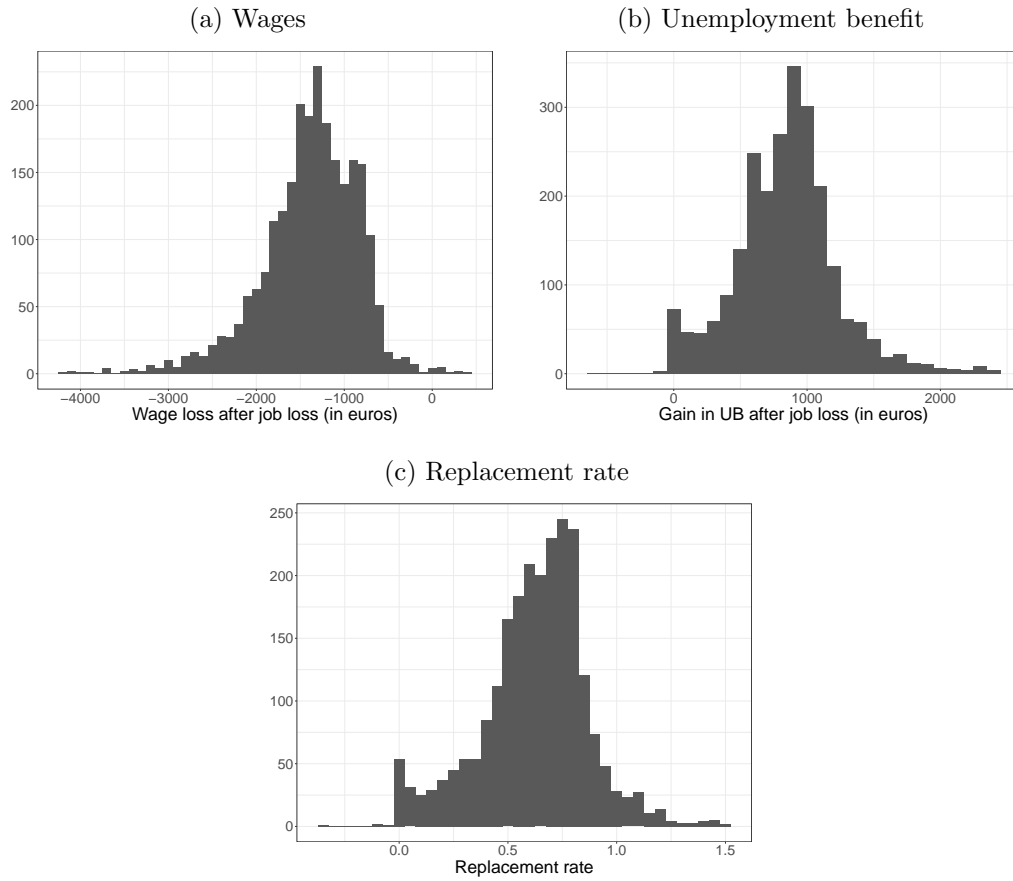 (a) Wages
200
150
100
50
0
−4000 −3000 −2000 −1000 0
Wage loss after job loss (in euros)
(b) Unemployment benefit
300
200
100
0
0 1000 2000
Gain in UB after job loss (in euros)
(c) Replacement rate
250
200
150
100
50
0
0.0 0.5 1.0 1.5
Replacement rate